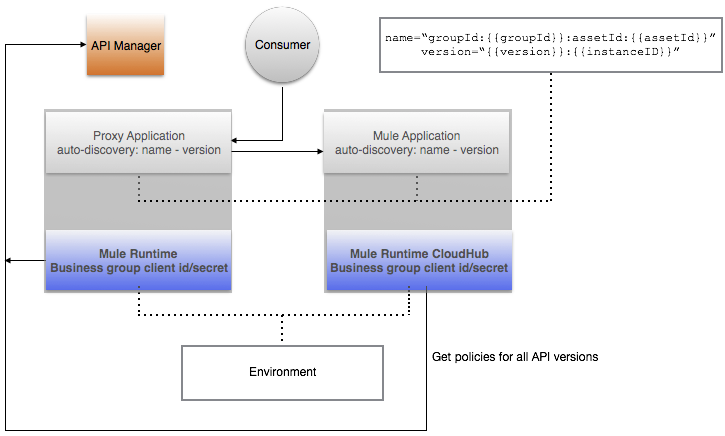 API Manager
Consumer
name=“groupId:{{groupId}}:assetId:{{assetId}}”
version=“{{version}}:{{instanceID}}”
Proxy Application
auto-discovery: name - version
Mule Application
auto-discovery: name - version
Mule Runtime
Business group client id/secret
Mule Runtime CloudHub
Business group client id/secret
Get policies for all API versions
Environment